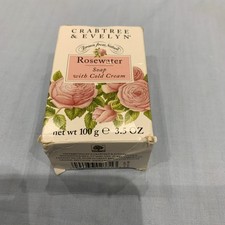 CRABTREE
& EVELYN®
Rosewater
Soap
with Cold Cream
net wt 100 g e 3.5 OZ